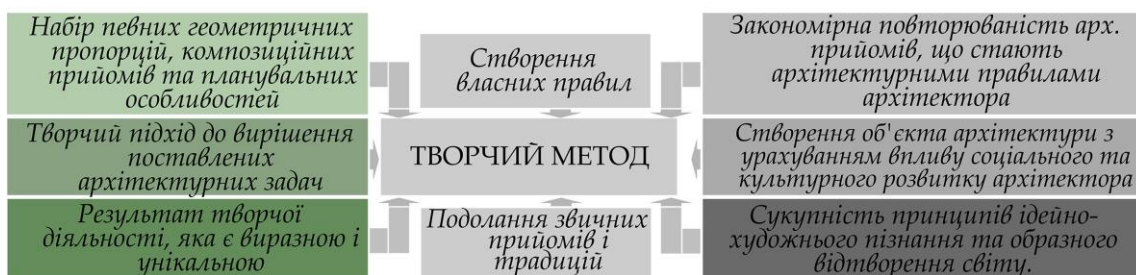 Набір певних геометричних
пропорцій, композиційних
прийомів та планувальних
особливостей
Створення
власних правил
Закономірна повторюваність арх.
прийомів, що стають
архітектурними правилами
архітектора
Творчий підхід до вирішення
поставлених
архітектурних задач
ТВОРЧИЙ МЕТОД
Створення об'єкта архітектури з
урахуванням впливу соціального та
культурного розвитку архітектора
Результат творчої
діяльності, яка є виразною і
унікальною
Подолання звичних
прийомів і
традицій
Сукупність принципів ідейно-
художнього пізнання та образного
відтворення світу.